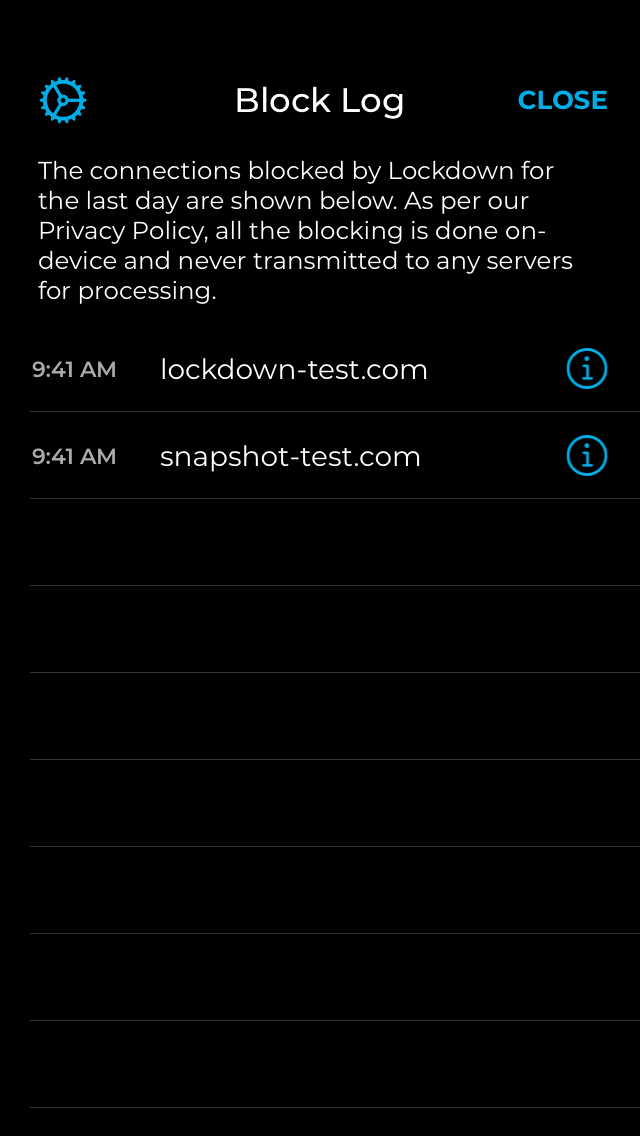 Block Log
CLOSE
The connections blocked by Lockdown for
the last day are shown below. As per our
Privacy Policy, all the blocking is done on-
device and never transmitted to any servers
for processing.
9:41 AM lockdown-test.com
9:41 AM snapshot-test.com